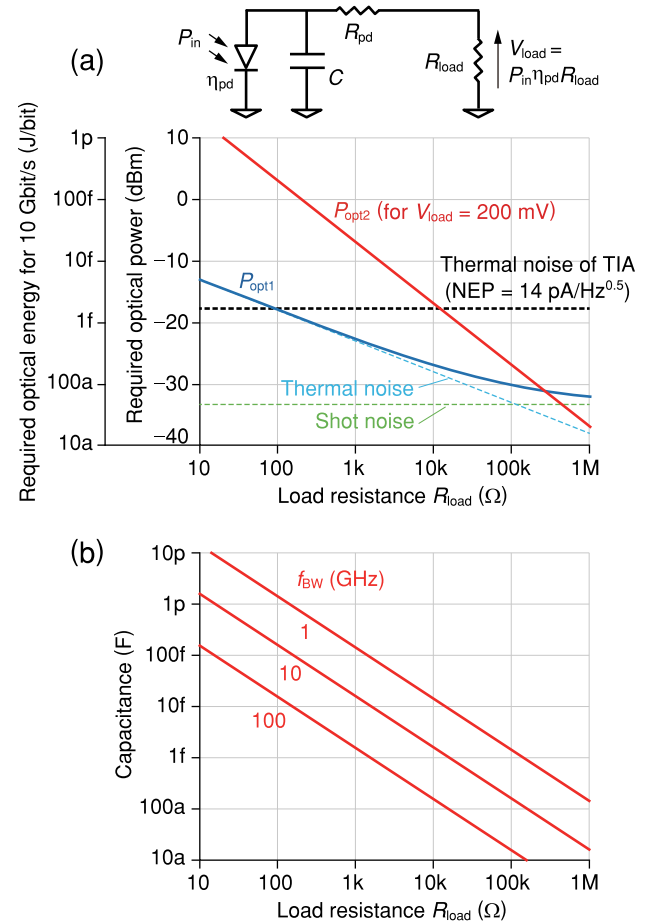 (a)
P_in
η_pd
C
R_pd
R_load
V_load =
P_inη_pdR_load
Required optical energy for 10 Gbit/s (J/bit)
1p
100f
10f
1f
100a
10a
Required optical power (dBm)
10
0
−10
−20
−30
−40
P_opt2 (for V_load = 200 mV)
P_opt1
Thermal noise of TIA
(NEP = 14 pA/Hz^0.5)
Thermal noise
Shot noise
10 100 1k 10k 100k 1M
Load resistance R_load (Ω)
(b)
Capacitance (F)
10p
1p
100f
10f
1f
100a
10a
f_BW (GHz)
1
10
100
10 100 1k 10k 100k 1M
Load resistance R_load (Ω)